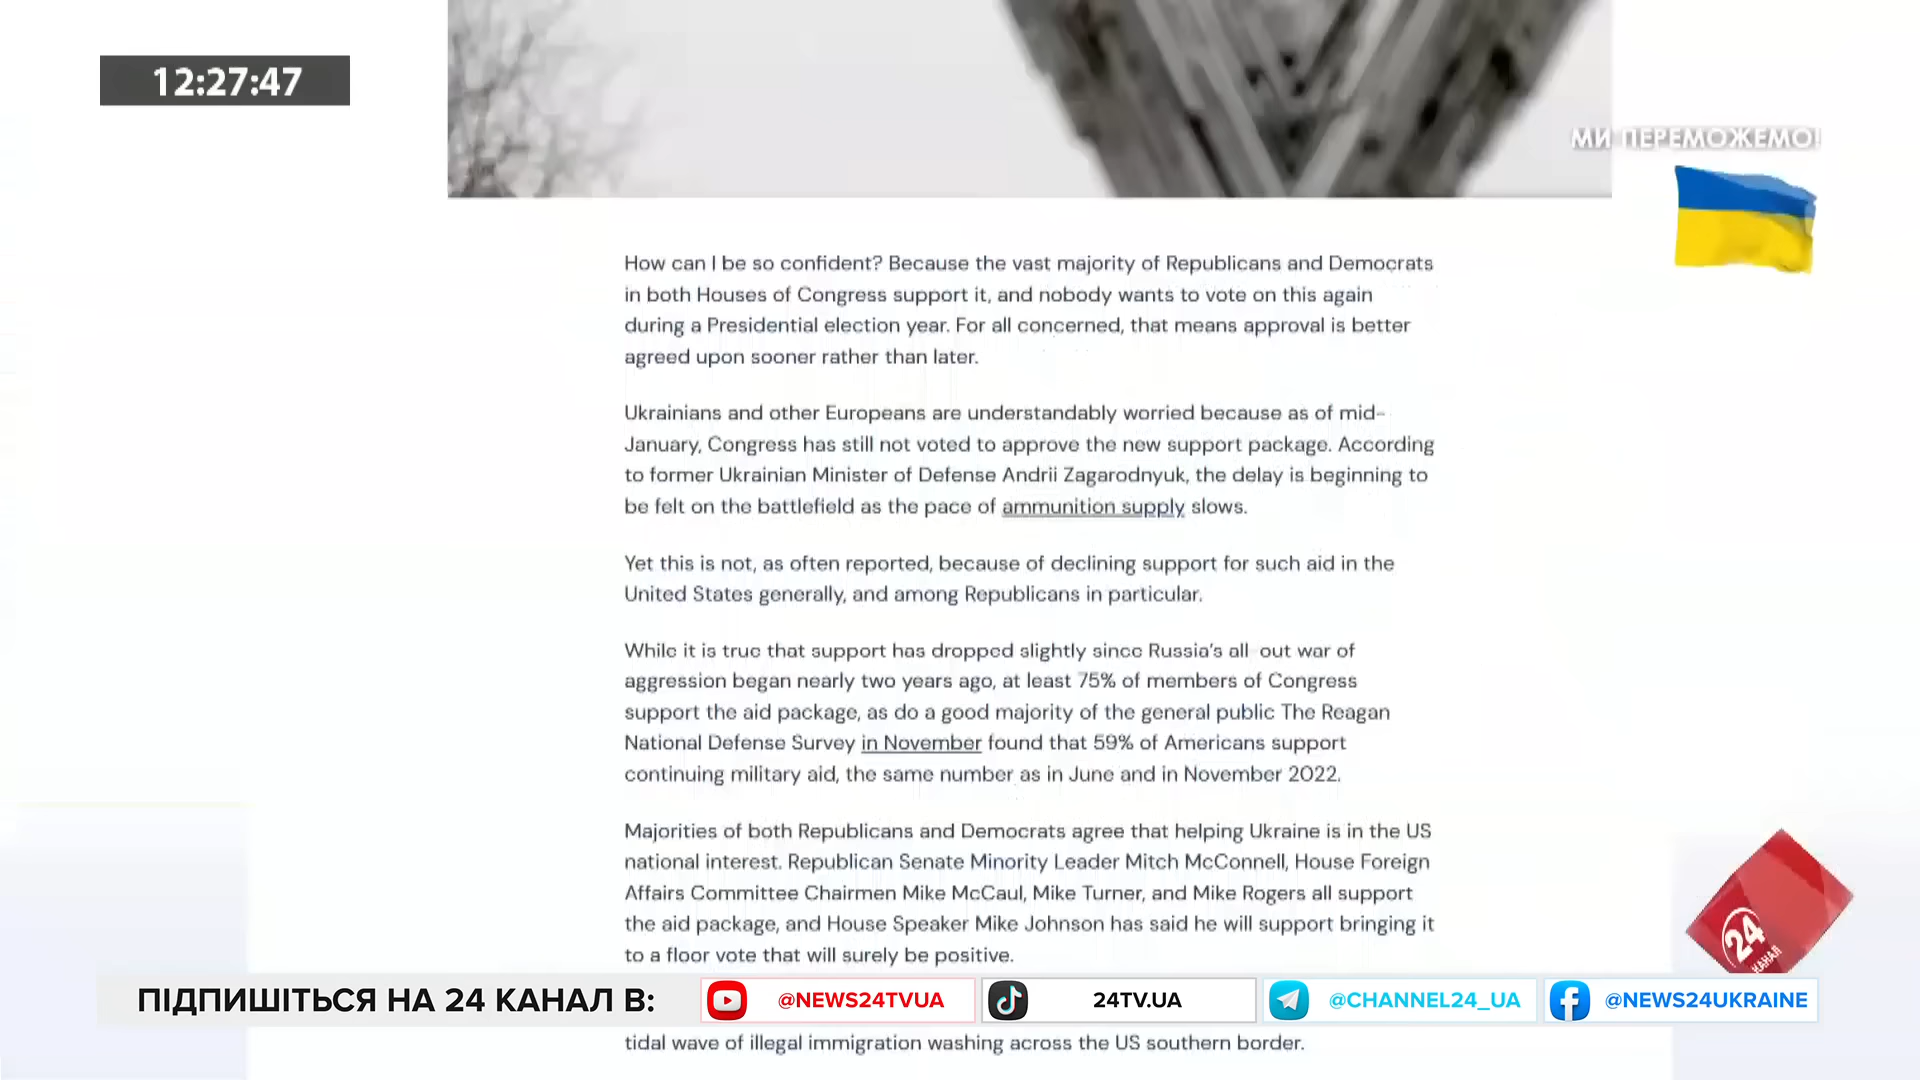 12:27:47
МИ ПЕРЕМОЖЕМО!
How can I be so confident? Because the vast majority of Republicans and Democrats
in both Houses of Congress support it, and nobody wants to vote on this again
during a Presidential election year. For all concerned, that means approval is better
agreed upon sooner rather than later.
Ukrainians and other Europeans are understandably worried because as of mid-
January, Congress has still not voted to approve the new support package. According
to former Ukrainian Minister of Defense Andrii Zagarodnyuk, the delay is beginning to
be felt on the battlefield as the pace of ammunition supply slows.
Yet this is not, as often reported, because of declining support for such aid in the
United States generally, and among Republicans in particular.
While it is true that support has dropped slightly since Russia's all out war of
aggression began nearly two years ago, at least 75% of members of Congress
support the aid package, as do a good majority of the general public The Reagan
National Defense Survey in November found that 59% of Americans support
continuing military aid, the same number as in June and in November 2022.
Majorities of both Republicans and Democrats agree that helping Ukraine is in the US
national interest. Republican Senate Minority Leader Mitch McConnell, House Foreign
Affairs Committee Chairmen Mike McCaul, Mike Turner, and Mike Rogers all support
the aid package, and House Speaker Mike Johnson has said he will support bringing it
to a floor vote that will surely be positive.
24
КАНАЛ
ПІДПИШІТЬСЯ НА 24 КАНАЛ В:
@NEWS24TVUA
24TV.UA
@CHANNEL24_UA
@NEWS24UKRAINE
tidal wave of illegal immigration washing across the US southern border.